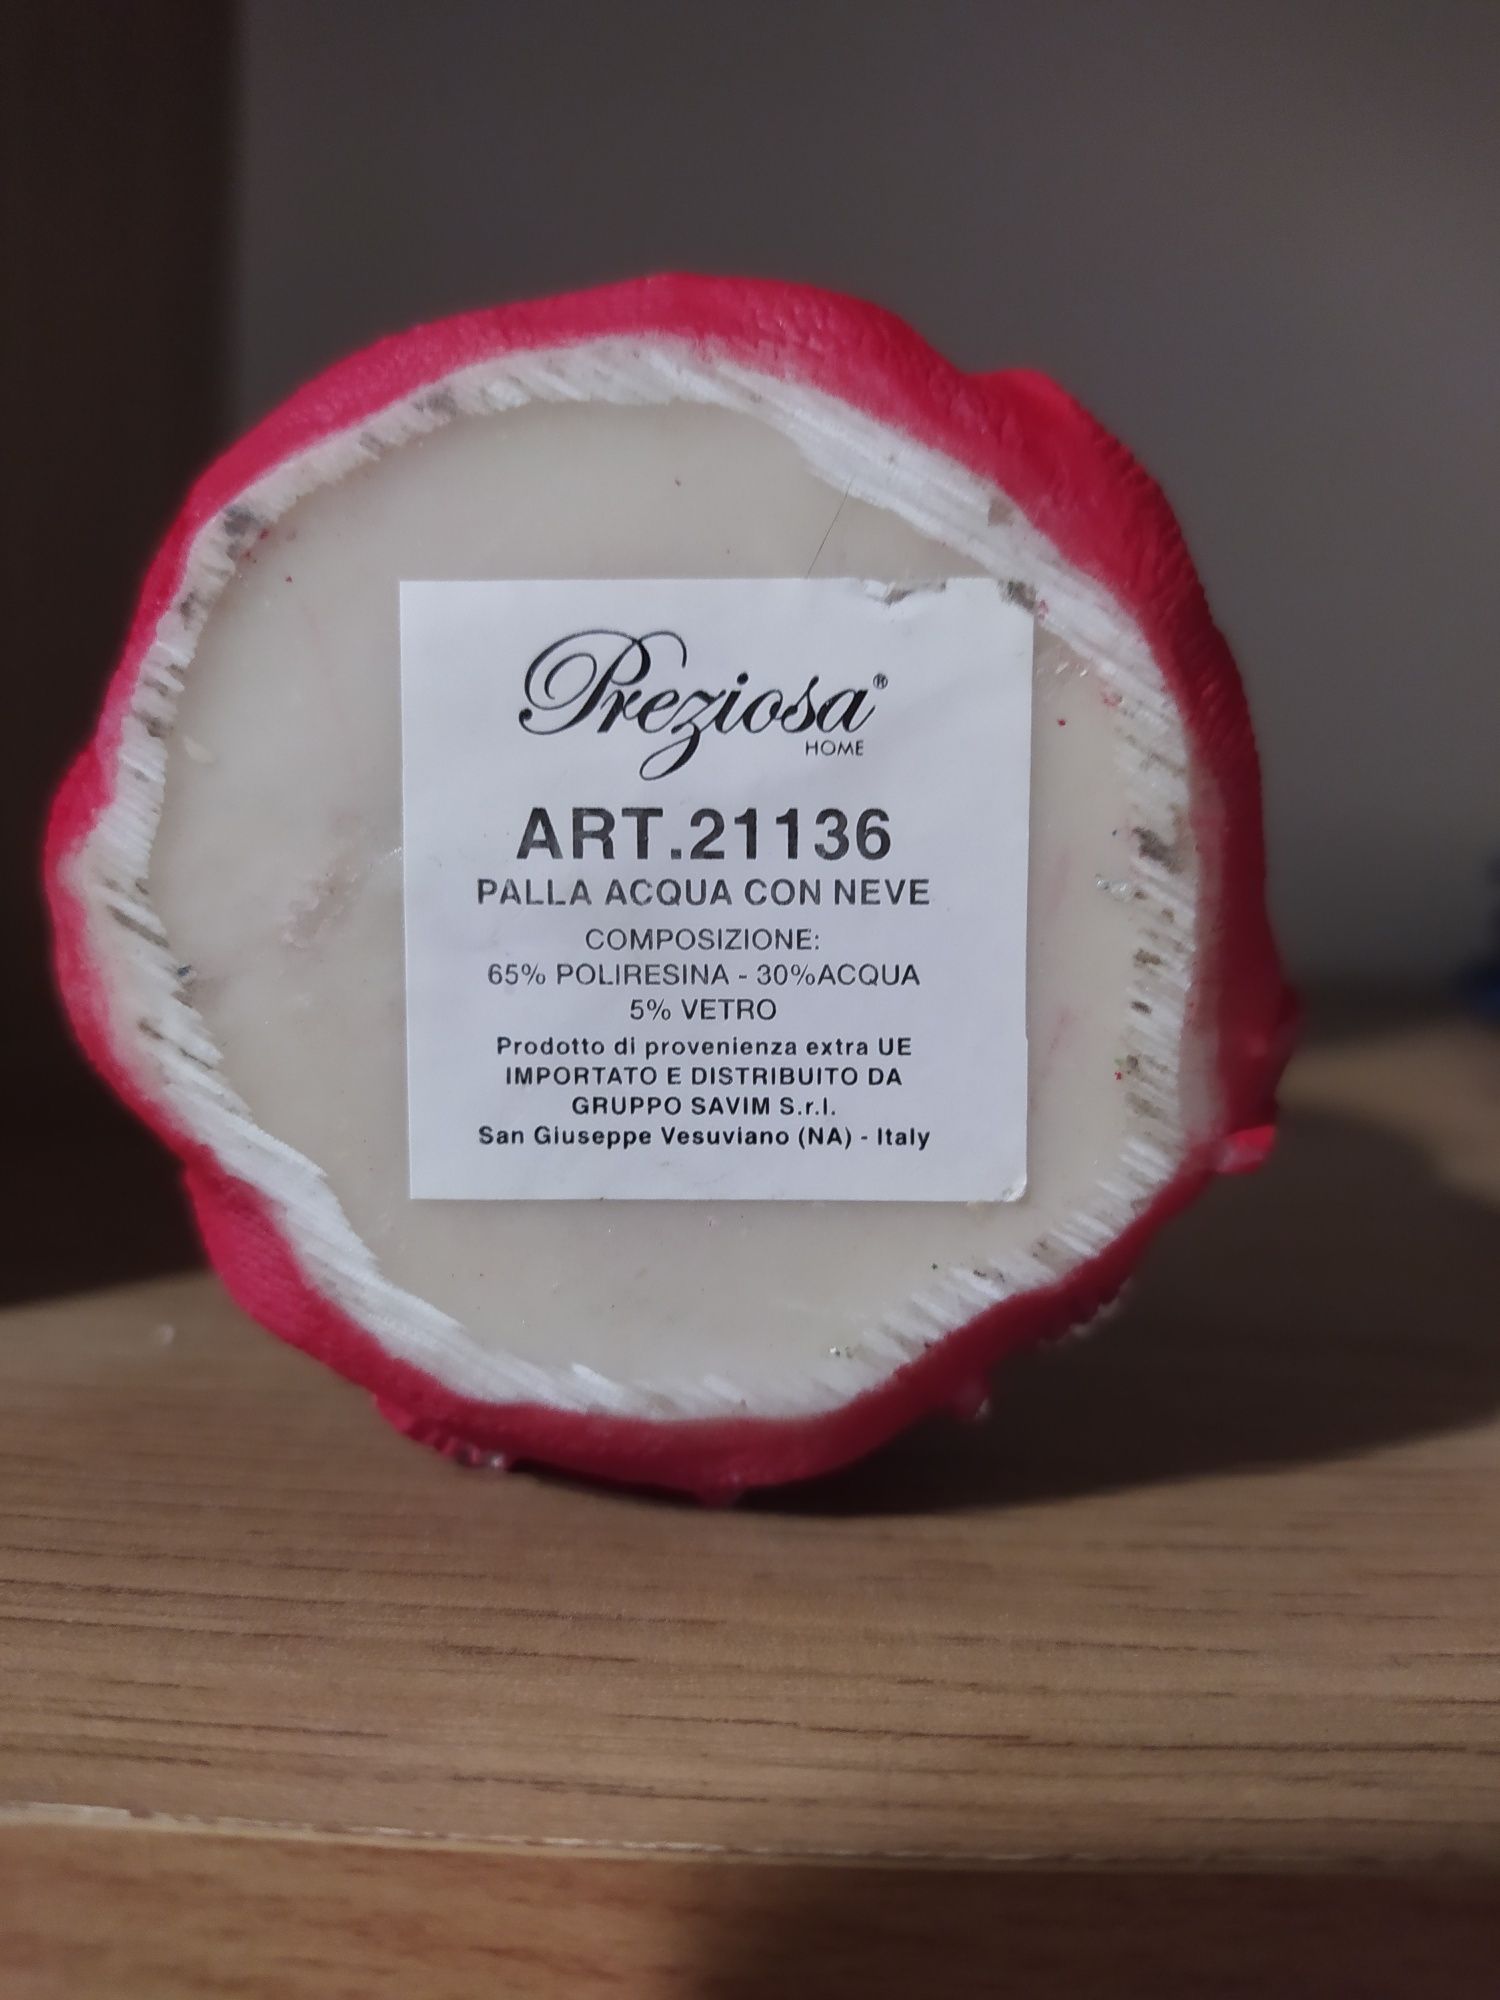 Preziosa®
HOME
ART.21136
PALLA ACQUA CON NEVE
COMPOSIZIONE:
65% POLIRESINA - 30%ACQUA
5% VETRO
Prodotto di provenienza extra UE
IMPORTATO E DISTRIBUITO DA
GRUPPO SAVIM S.r.l.
San Giuseppe Vesuviano (NA) - Italy